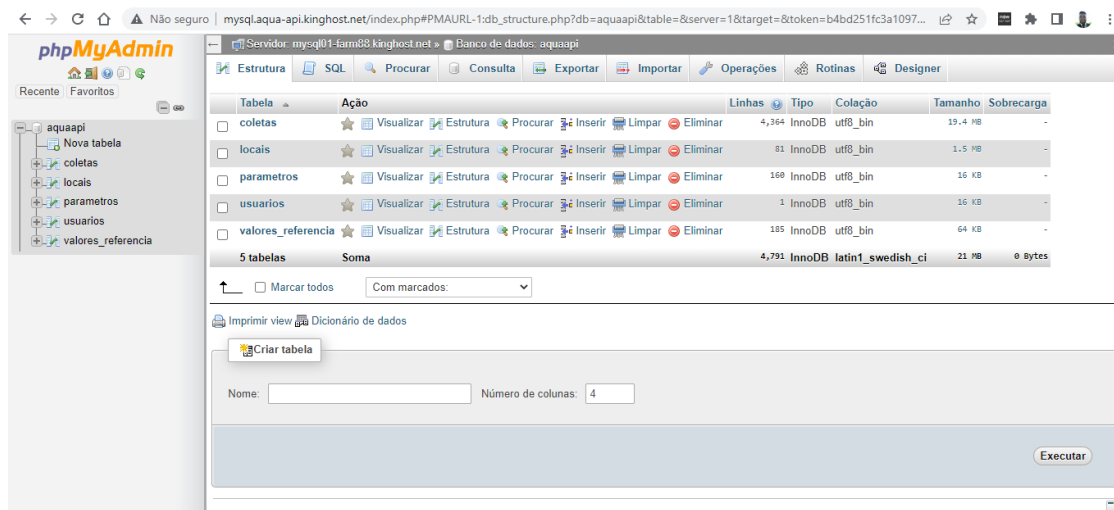 Não seguro mysql.aqua-api.kinghost.net/index.php#PMAURL-1:db_structure.php?db=aquaapi&table=&server=1&target=&token=b4bd251fc3a1097...
phpMyAdmin
Recente Favoritos
aquaapi
Nova tabela
coletas
locais
parametros
usuarios
valores_referencia
Servidor: mysql01-farm88.kinghost.net » Banco de dados: aquaapi
Estrutura SQL Procurar Consulta Exportar Importar Operações Rotinas Designer
Tabela Ação Linhas Tipo Colação Tamanho Sobrecarga
coletas Visualizar Estrutura Procurar Inserir Limpar Eliminar 4,364 InnoDB utf8_bin 19.4 MB -
locais Visualizar Estrutura Procurar Inserir Limpar Eliminar 81 InnoDB utf8_bin 1.5 MB -
parametros Visualizar Estrutura Procurar Inserir Limpar Eliminar 160 InnoDB utf8_bin 16 KB -
usuarios Visualizar Estrutura Procurar Inserir Limpar Eliminar 1 InnoDB utf8_bin 16 KB -
valores_referencia Visualizar Estrutura Procurar Inserir Limpar Eliminar 185 InnoDB utf8_bin 64 KB -
5 tabelas Soma 4,791 InnoDB latin1_swedish_ci 21 MB 0 Bytes
Marcar todos Com marcados:
Imprimir view Dicionário de dados
Criar tabela
Nome: Número de colunas: 4
Executar